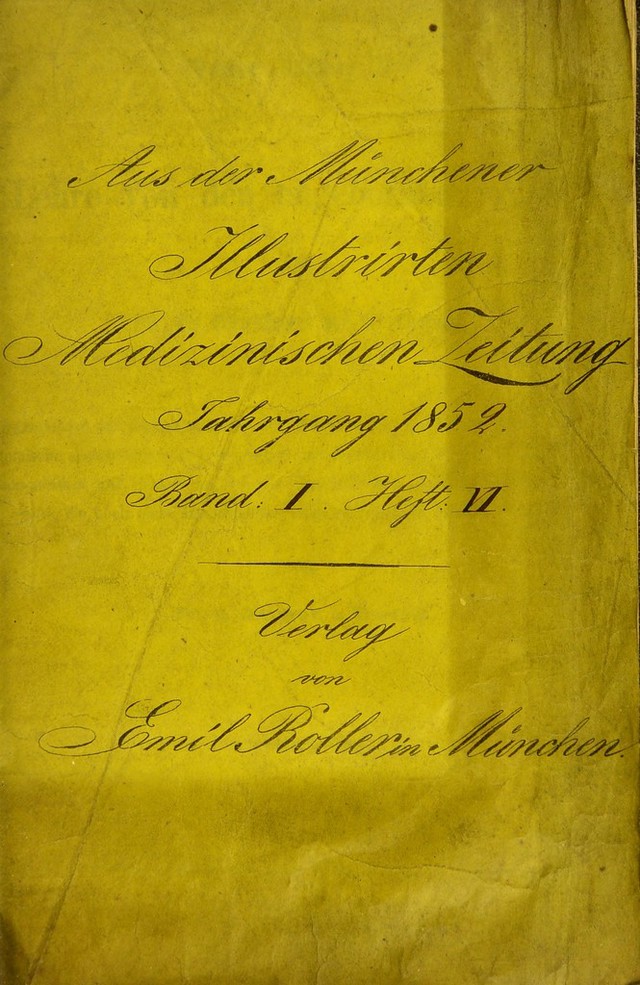 Aus der Münchener
Illustrirten
Medizinischen Zeitung
Jahrgang 1852.
Band: I. Heft: VI.
Verlag
von
Emil Roller in München.